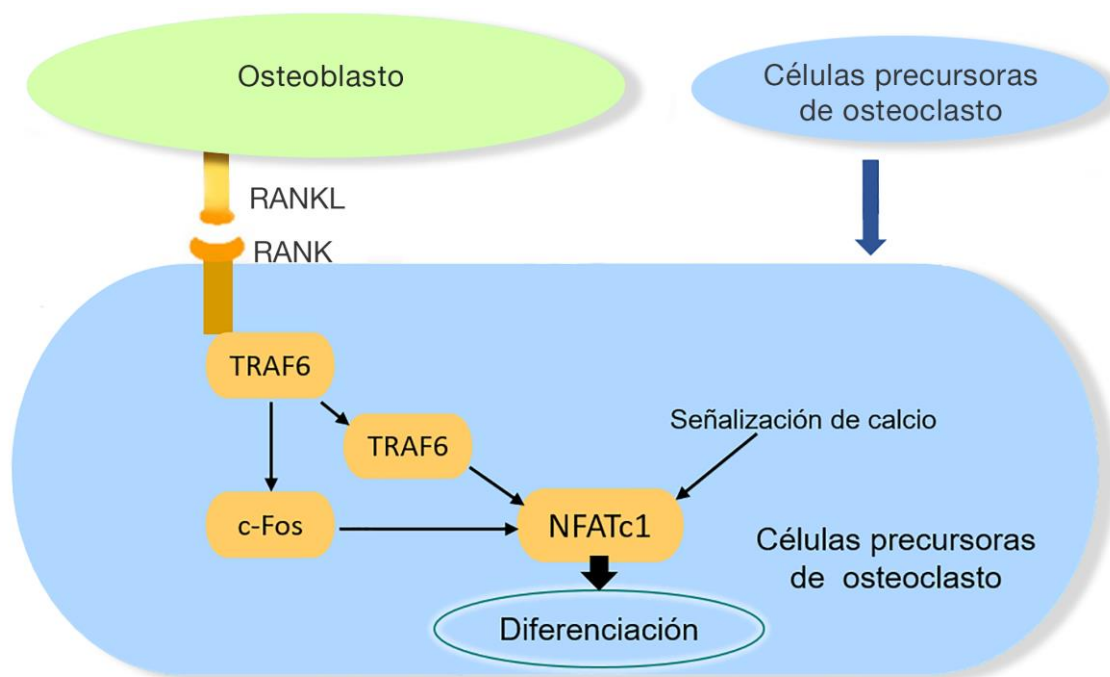 Osteoblasto
Células precursoras
de osteoclasto
RANKL
RANK
TRAF6
TRAF6
Señalización de calcio
c-Fos
NFATc1
Células precursoras
de osteoclasto
Diferenciación